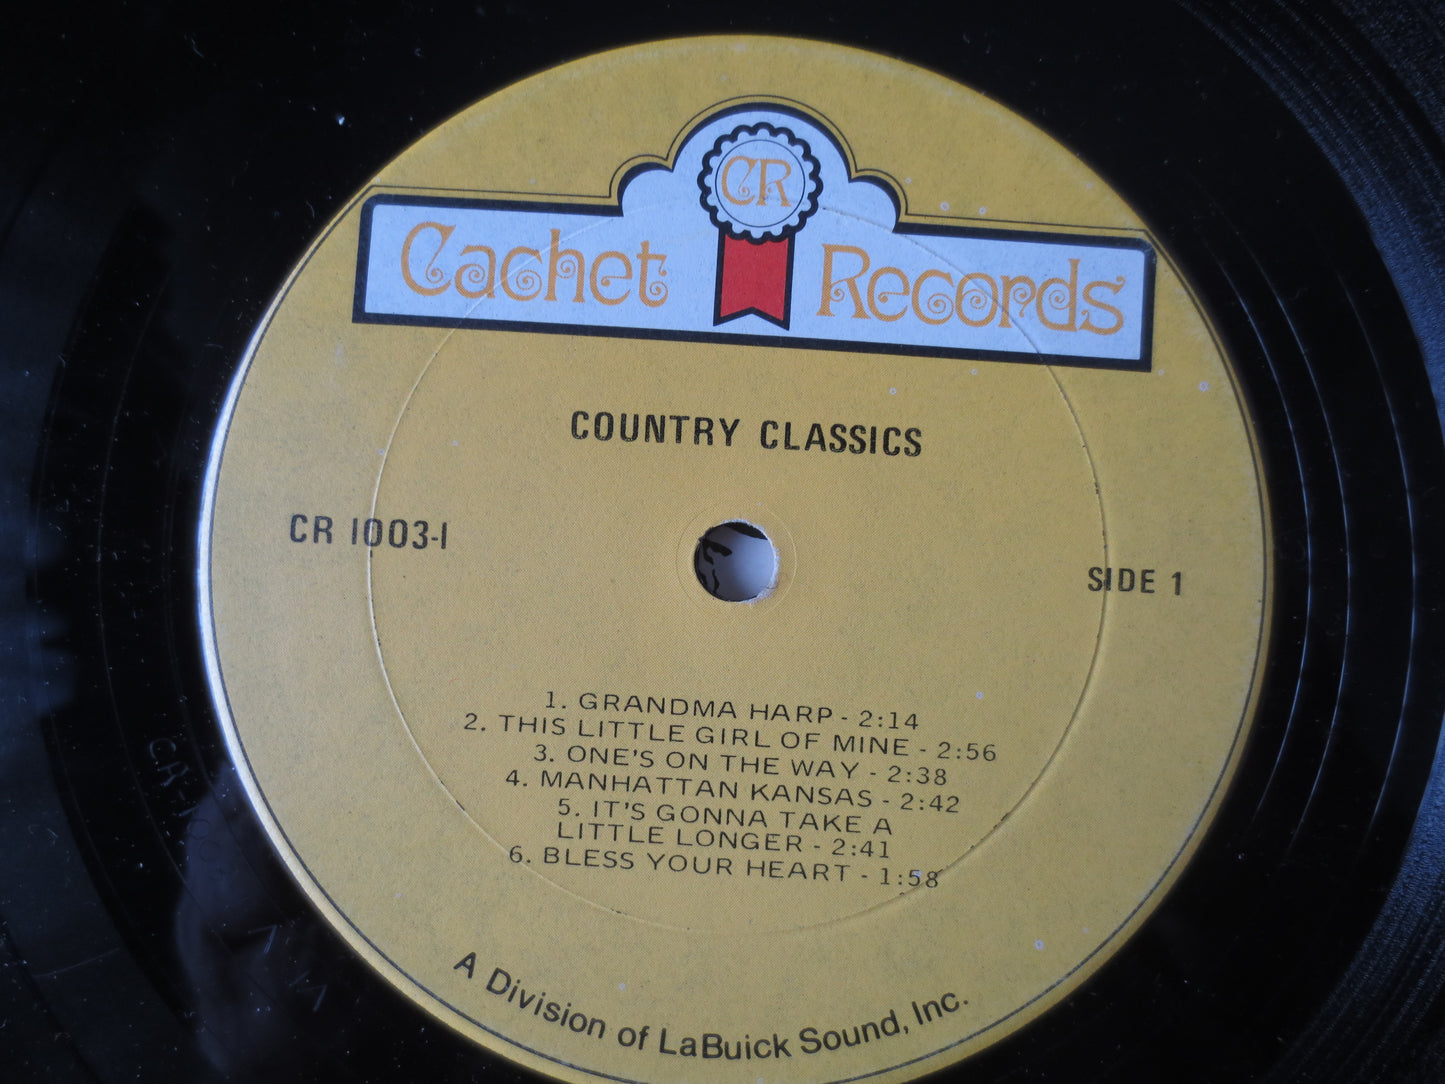 CR
Cachet Records
COUNTRY CLASSICS
CR 1003-1
SIDE 1
1. GRANDMA HARP - 2:14
2. THIS LITTLE GIRL OF MINE - 2:56
3. ONE'S ON THE WAY - 2:38
4. MANHATTAN KANSAS - 2:42
5. IT'S GONNA TAKE A
LITTLE LONGER - 2:41
6. BLESS YOUR HEART - 1:58
A Division of LaBuick Sound, Inc.